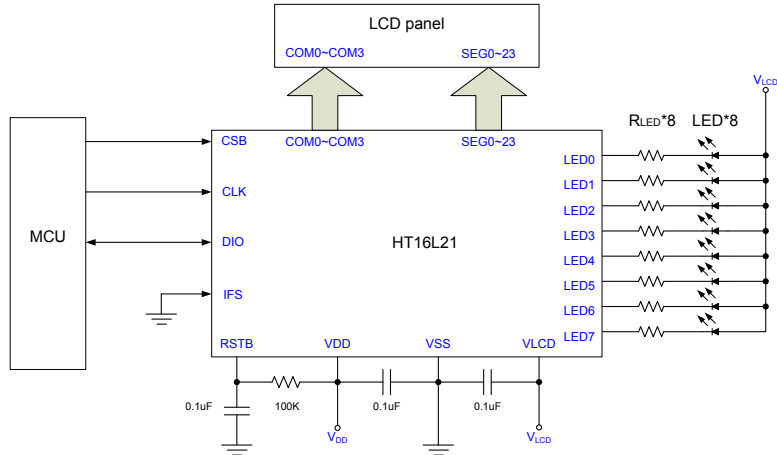 LCD panel
COM0~COM3 SEG0~23
VLCD
RLED*8 LED*8
CSB COM0~COM3 SEG0~23
LED0
LED1
CLK
LED2
MCU
DIO
HT16L21
LED3
LED4
LED5
IFS
LED6
LED7
RSTB VDD VSS VLCD
0.1uF 100K 0.1uF 0.1uF
VDD VLCD